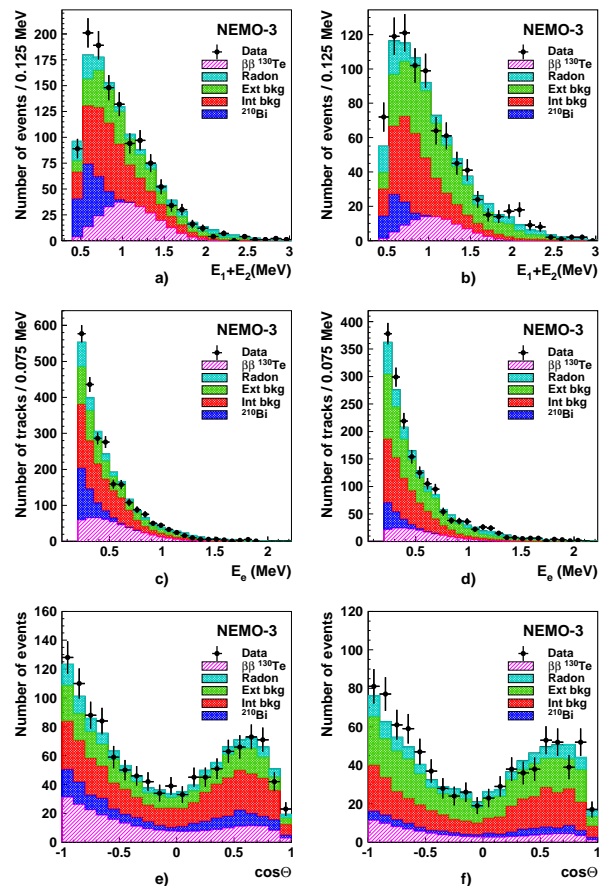 Number of events / 0.125 MeV
200
175
150
125
100
75
50
25
0
NEMO-3
Data
ββ ¹³⁰Te
Radon
Ext bkg
Int bkg
²¹⁰Bi
0.5 1 1.5 2 2.5 3
E₁+E₂(MeV)
a)
Number of events / 0.125 MeV
120
100
80
60
40
20
0
NEMO-3
Data
ββ ¹³⁰Te
Radon
Ext bkg
Int bkg
²¹⁰Bi
0.5 1 1.5 2 2.5 3
E₁+E₂(MeV)
b)
Number of tracks / 0.075 MeV
600
500
400
300
200
100
0
NEMO-3
Data
ββ ¹³⁰Te
Radon
Ext bkg
Int bkg
²¹⁰Bi
0.5 1 1.5 2
Eₑ (MeV)
c)
Number of tracks / 0.075 MeV
400
350
300
250
200
150
100
50
0
NEMO-3
Data
ββ ¹³⁰Te
Radon
Ext bkg
Int bkg
²¹⁰Bi
0.5 1 1.5 2
Eₑ (MeV)
d)
Number of events
160
140
120
100
80
60
40
20
0
NEMO-3
Data
ββ ¹³⁰Te
Radon
Ext bkg
Int bkg
²¹⁰Bi
-1 -0.5 0 0.5 1
cosΘ
e)
Number of events
120
100
80
60
40
20
0
NEMO-3
Data
ββ ¹³⁰Te
Radon
Ext bkg
Int bkg
²¹⁰Bi
-1 -0.5 0 0.5 1
cosΘ
f)